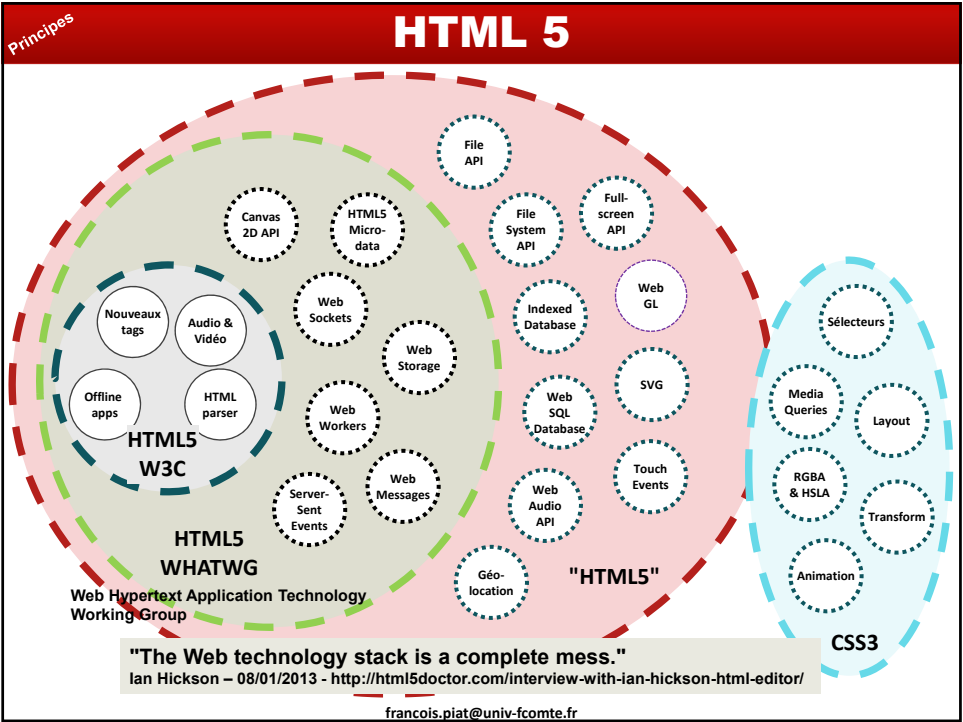 Principes
HTML 5
File
API
Canvas
2D API
HTML5
Micro-
data
File
System
API
Full-
screen
API
Web
Sockets
Indexed
Database
Web
GL
Nouveaux
tags
Audio &
Vidéo
Web
Storage
Sélecteurs
Offline
apps
HTML
parser
HTML5
W3C
Web
Workers
Web
SQL
Database
SVG
Media
Queries
Layout
Server-
Sent
Events
Web
Messages
Web
Audio
API
Touch
Events
RGBA
& HSLA
Transform
HTML5
WHATWG
Web Hypertext Application Technology
Working Group
Géo-
location
"HTML5"
Animation
CSS3
"The Web technology stack is a complete mess."
Ian Hickson – 08/01/2013 - http://html5doctor.com/interview-with-ian-hickson-html-editor/
francois.piat@univ-fcomte.fr